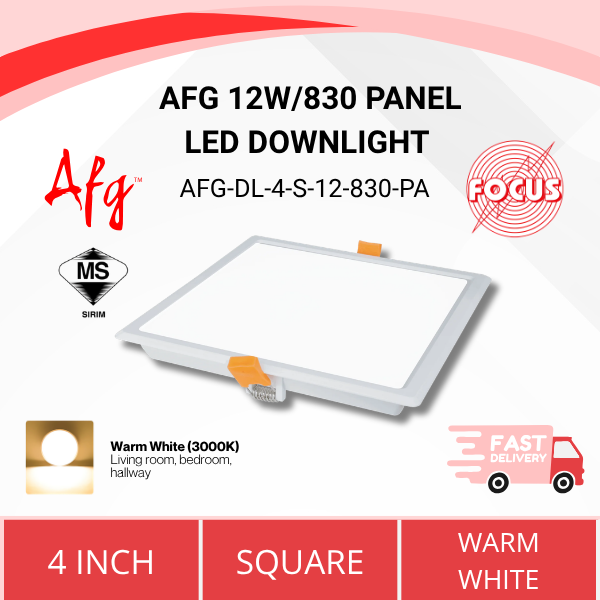 AFG 12W/830 PANEL
LED DOWNLIGHT
AFG-DL-4-S-12-830-PA
Afg™
FOCUS
MS
SIRIM
Warm White (3000K)
Living room, bedroom,
hallway
FAST
DELIVERY
4 INCH
SQUARE
WARM
WHITE